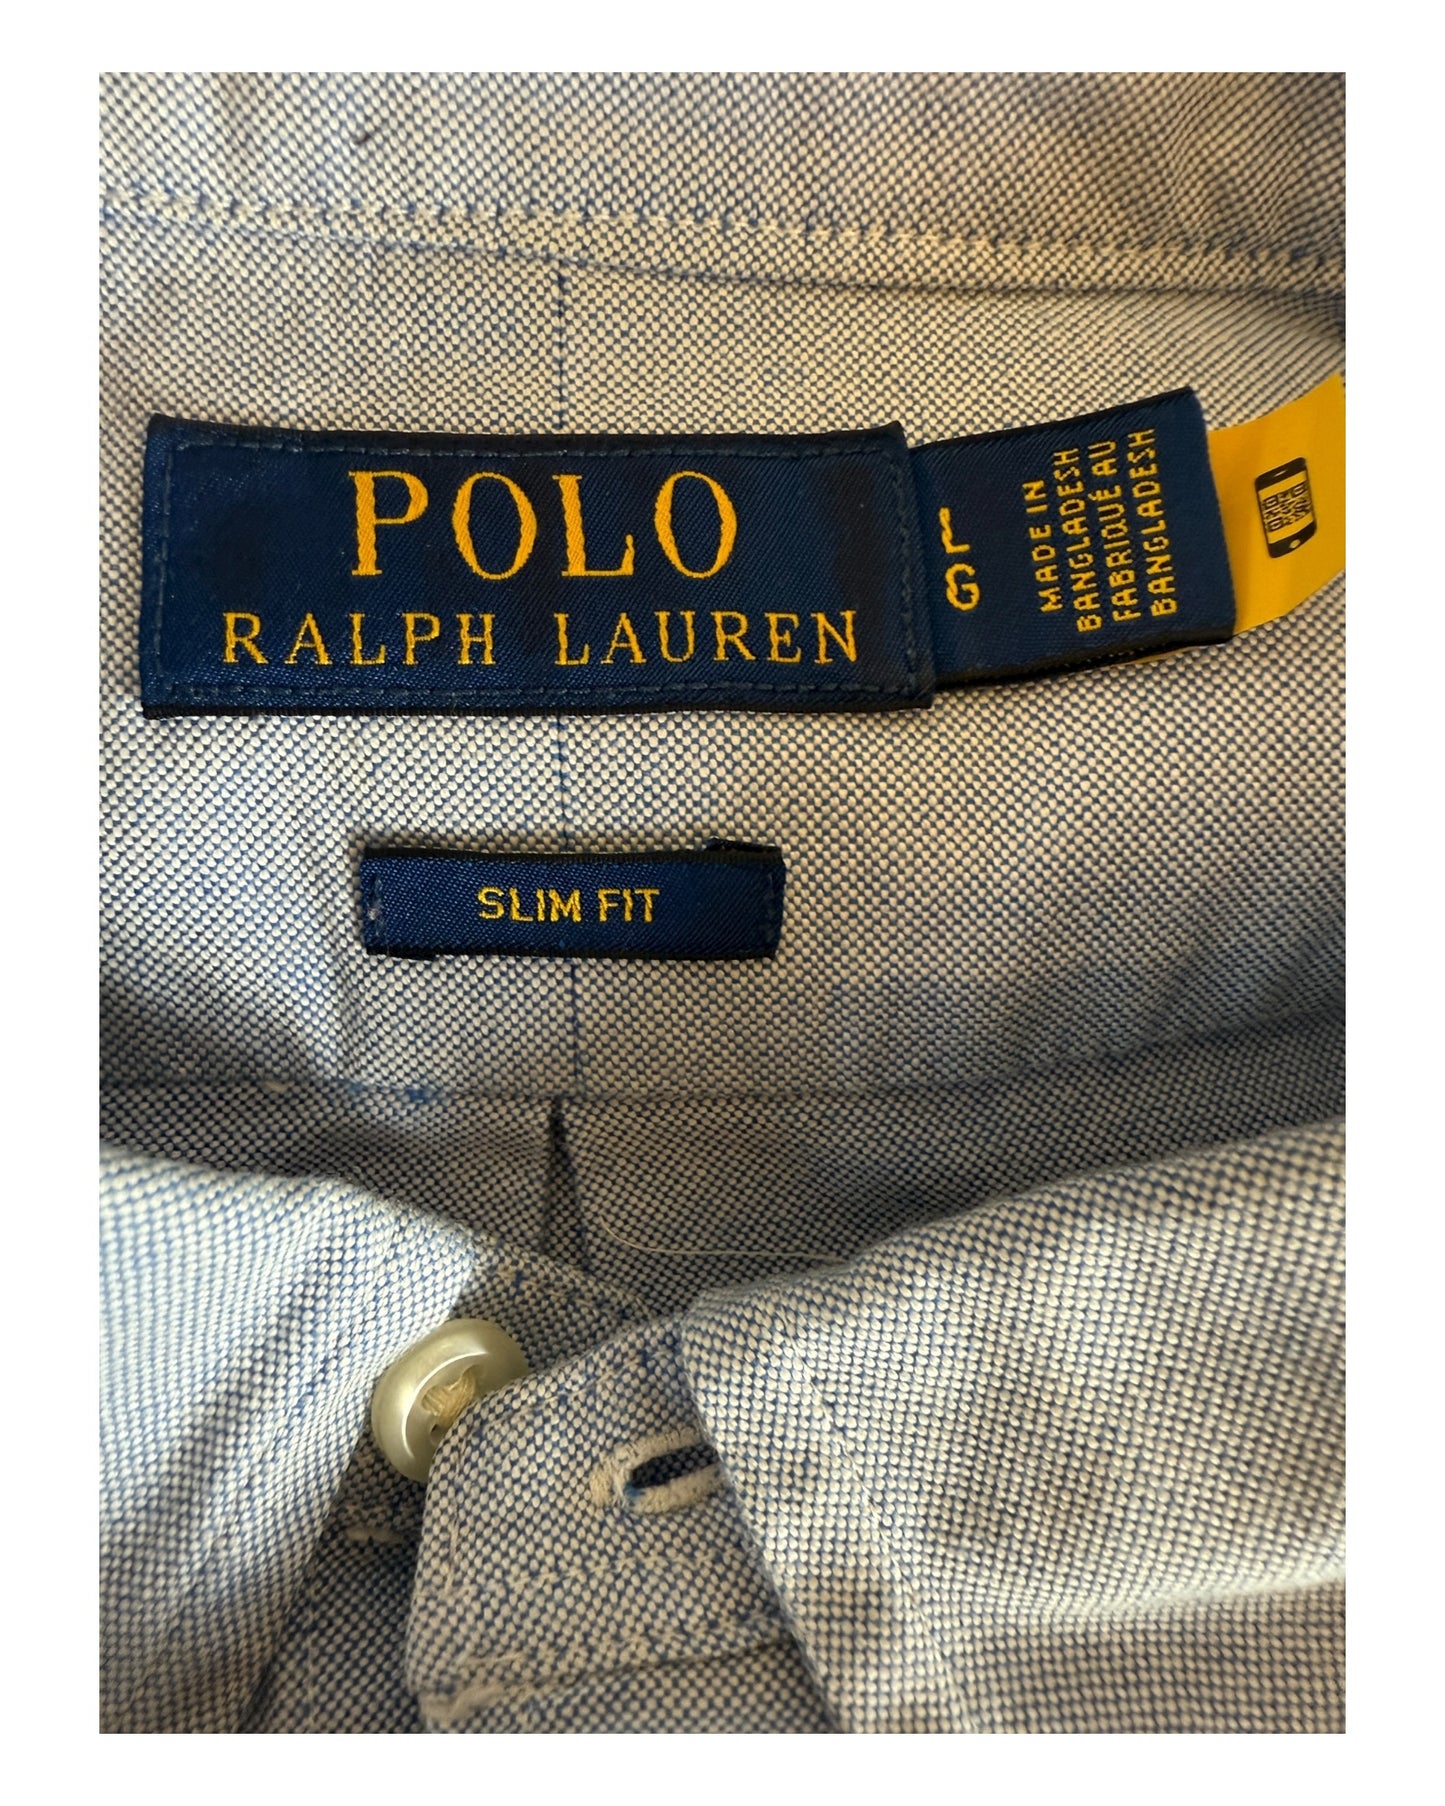 POLO
RALPH LAUREN
L
G
MADE IN
BANGLADESH
FABRIQUÉ AU
BANGLADESH
SLIM FIT